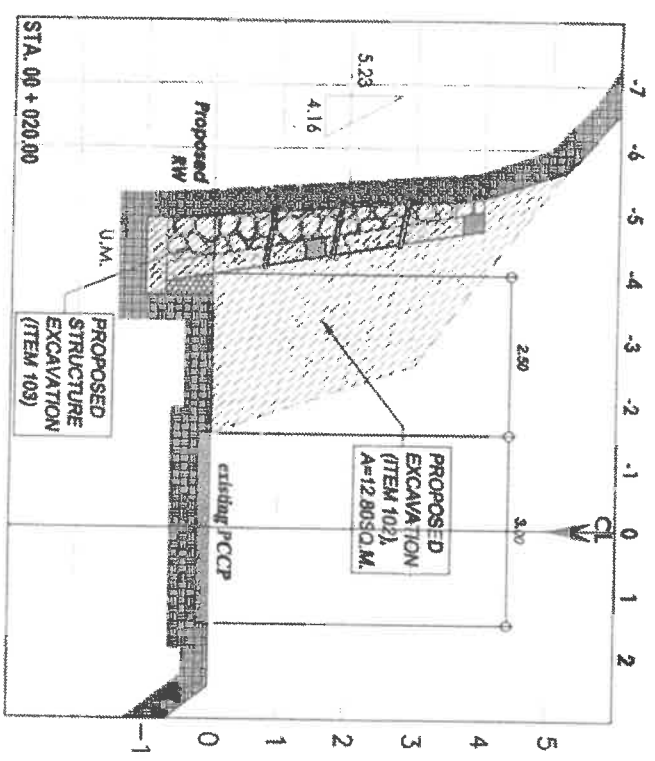 -7 -6 -5 -4 -3 -2 -1 0 1 2
CL
5
4
3
2
1
0
-1
5.23
4.16
Proposed
RW
2.50
3.00
PROPOSED
EXCAVATION
(ITEM 102),
A=12.80SQ.M.
existing PCCP
U.M.
PROPOSED
STRUCTURE
EXCAVATION
(ITEM 103)
STA. 00 + 020.00